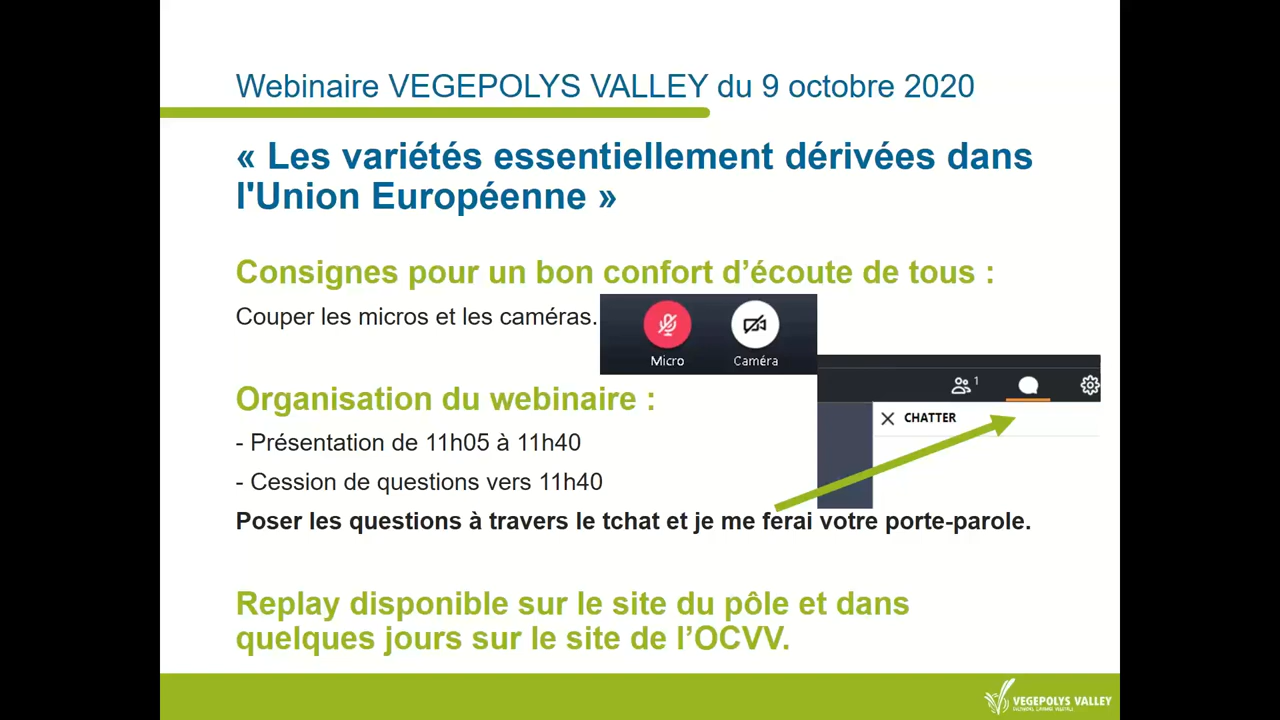 Webinaire VEGEPOLYS VALLEY du 9 octobre 2020
« Les variétés essentiellement dérivées dans
l'Union Européenne »
Consignes pour un bon confort d’écoute de tous :
Couper les micros et les caméras.
Micro
Caméra
1
CHATTER
Organisation du webinaire :
- Présentation de 11h05 à 11h40
- Cession de questions vers 11h40
Poser les questions à travers le tchat et je me ferai votre porte-parole.
Replay disponible sur le site du pôle et dans
quelques jours sur le site de l’OCVV.
VEGEPOLYS VALLEY